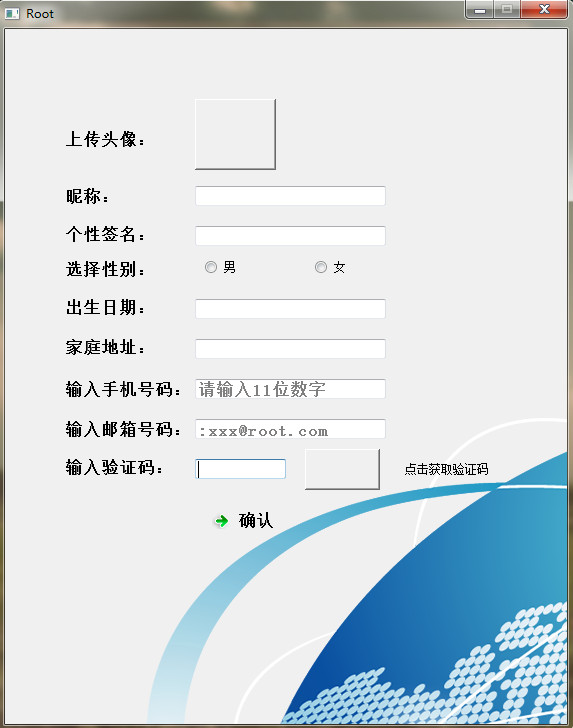 Root
上传头像：
昵称：
个性签名：
选择性别： 男 女
出生日期：
家庭地址：
输入手机号码： 请输入11位数字
输入邮箱号码： :xxx@root.com
输入验证码： 点击获取验证码
确认